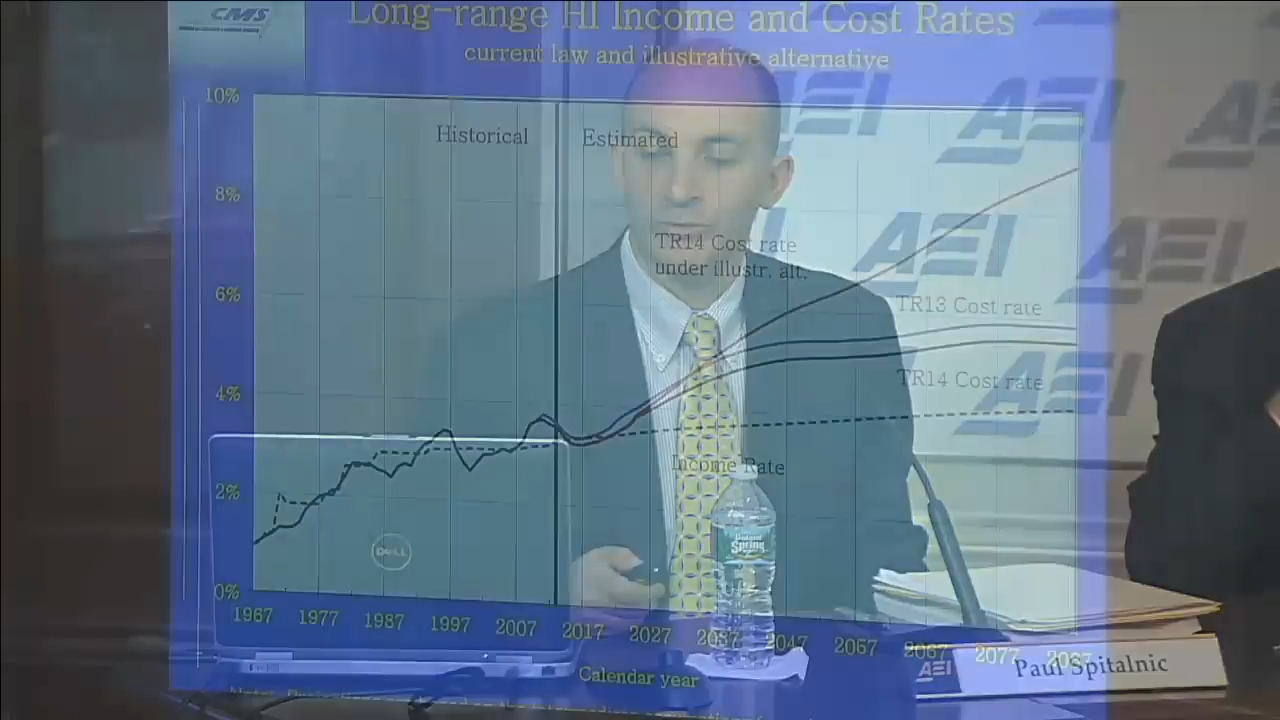 CMS
Long-range HI Income and Cost Rates
current law and illustrative alternative
10%
8%
6%
4%
2%
0%
Historical
Estimated
TR14 Cost rate
under illustr. alt.
TR13 Cost rate
TR14 Cost rate
Income Rate
1967 1977 1987 1997 2007 2017 2027 2037 2047 2057 2067 2077 2087
Calendar year
AEI
AEI
AEI
AEI
AEI
AEI
DELL
Spring
AEI
Paul Spitalnic